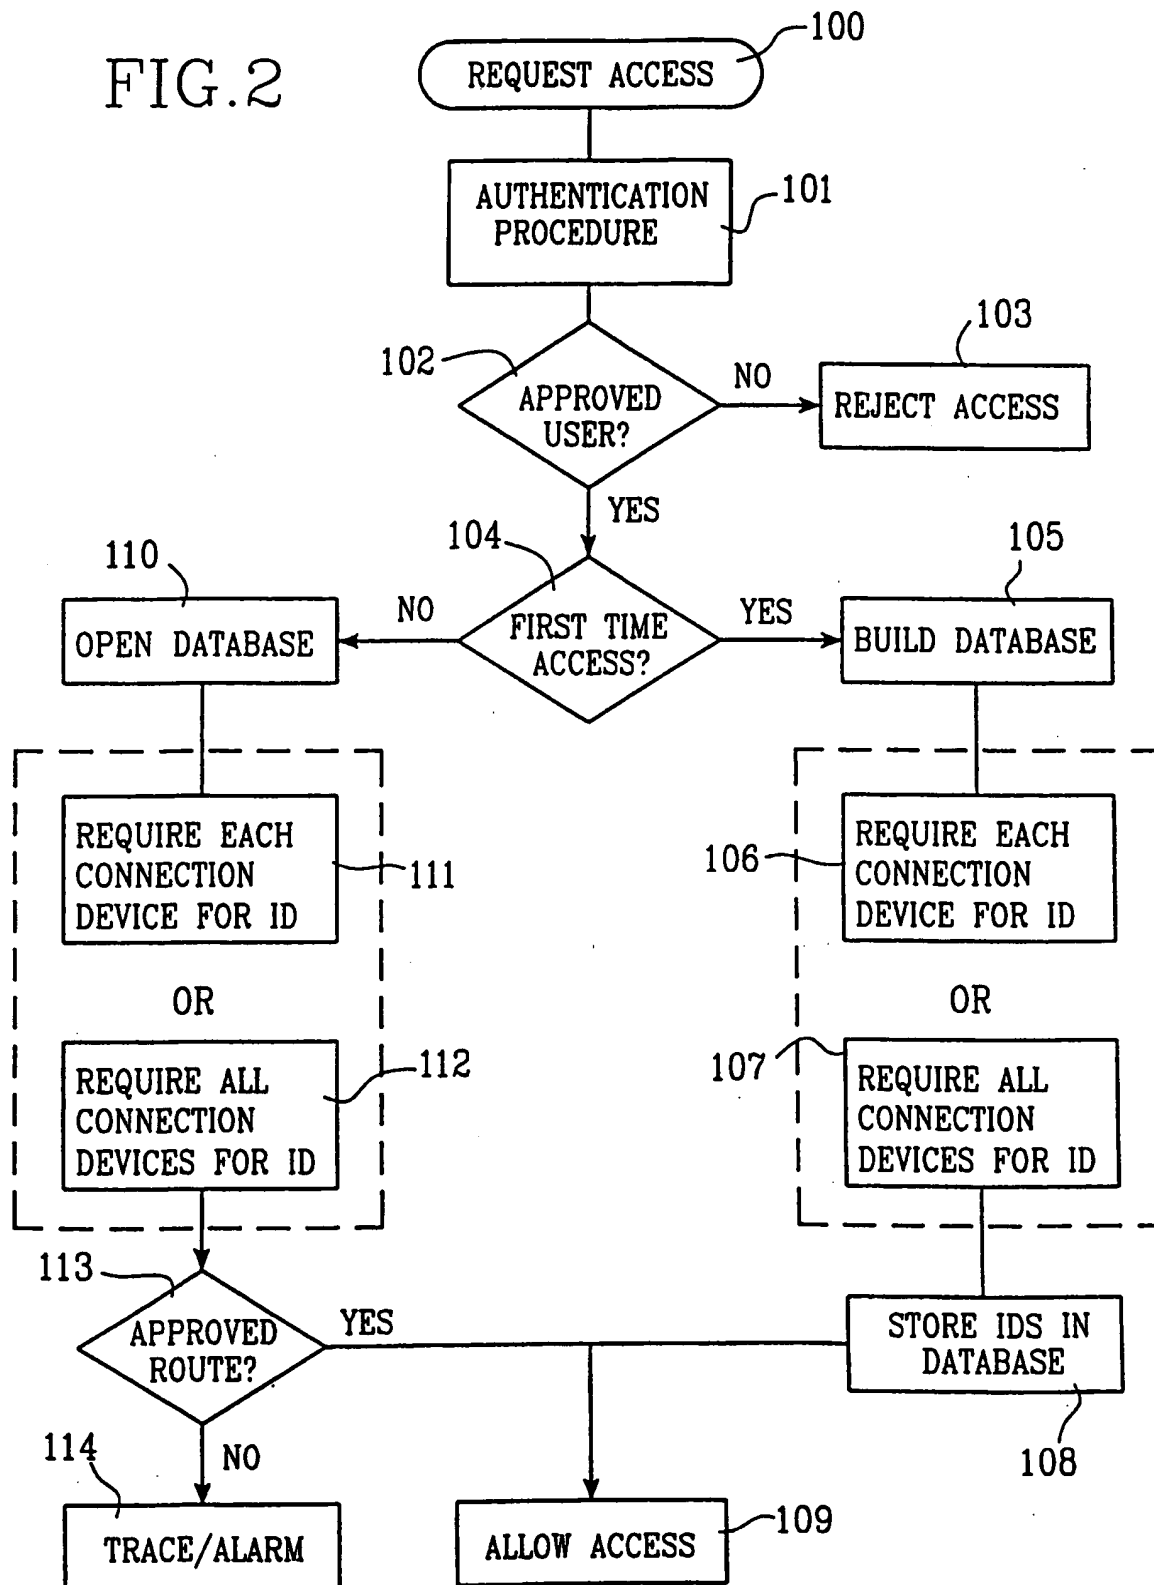 FIG.2
100
REQUEST ACCESS
AUTHENTICATION
PROCEDURE
101
102
APPROVED
USER?
NO
103
REJECT ACCESS
YES
104
FIRST TIME
ACCESS?
NO
YES
110
OPEN DATABASE
105
BUILD DATABASE
REQUIRE EACH
CONNECTION
DEVICE FOR ID
111
OR
REQUIRE ALL
CONNECTION
DEVICES FOR ID
112
106
REQUIRE EACH
CONNECTION
DEVICE FOR ID
OR
107
REQUIRE ALL
CONNECTION
DEVICES FOR ID
113
APPROVED
ROUTE?
YES
STORE IDS IN
DATABASE
108
NO
114
TRACE/ALARM
ALLOW ACCESS
109